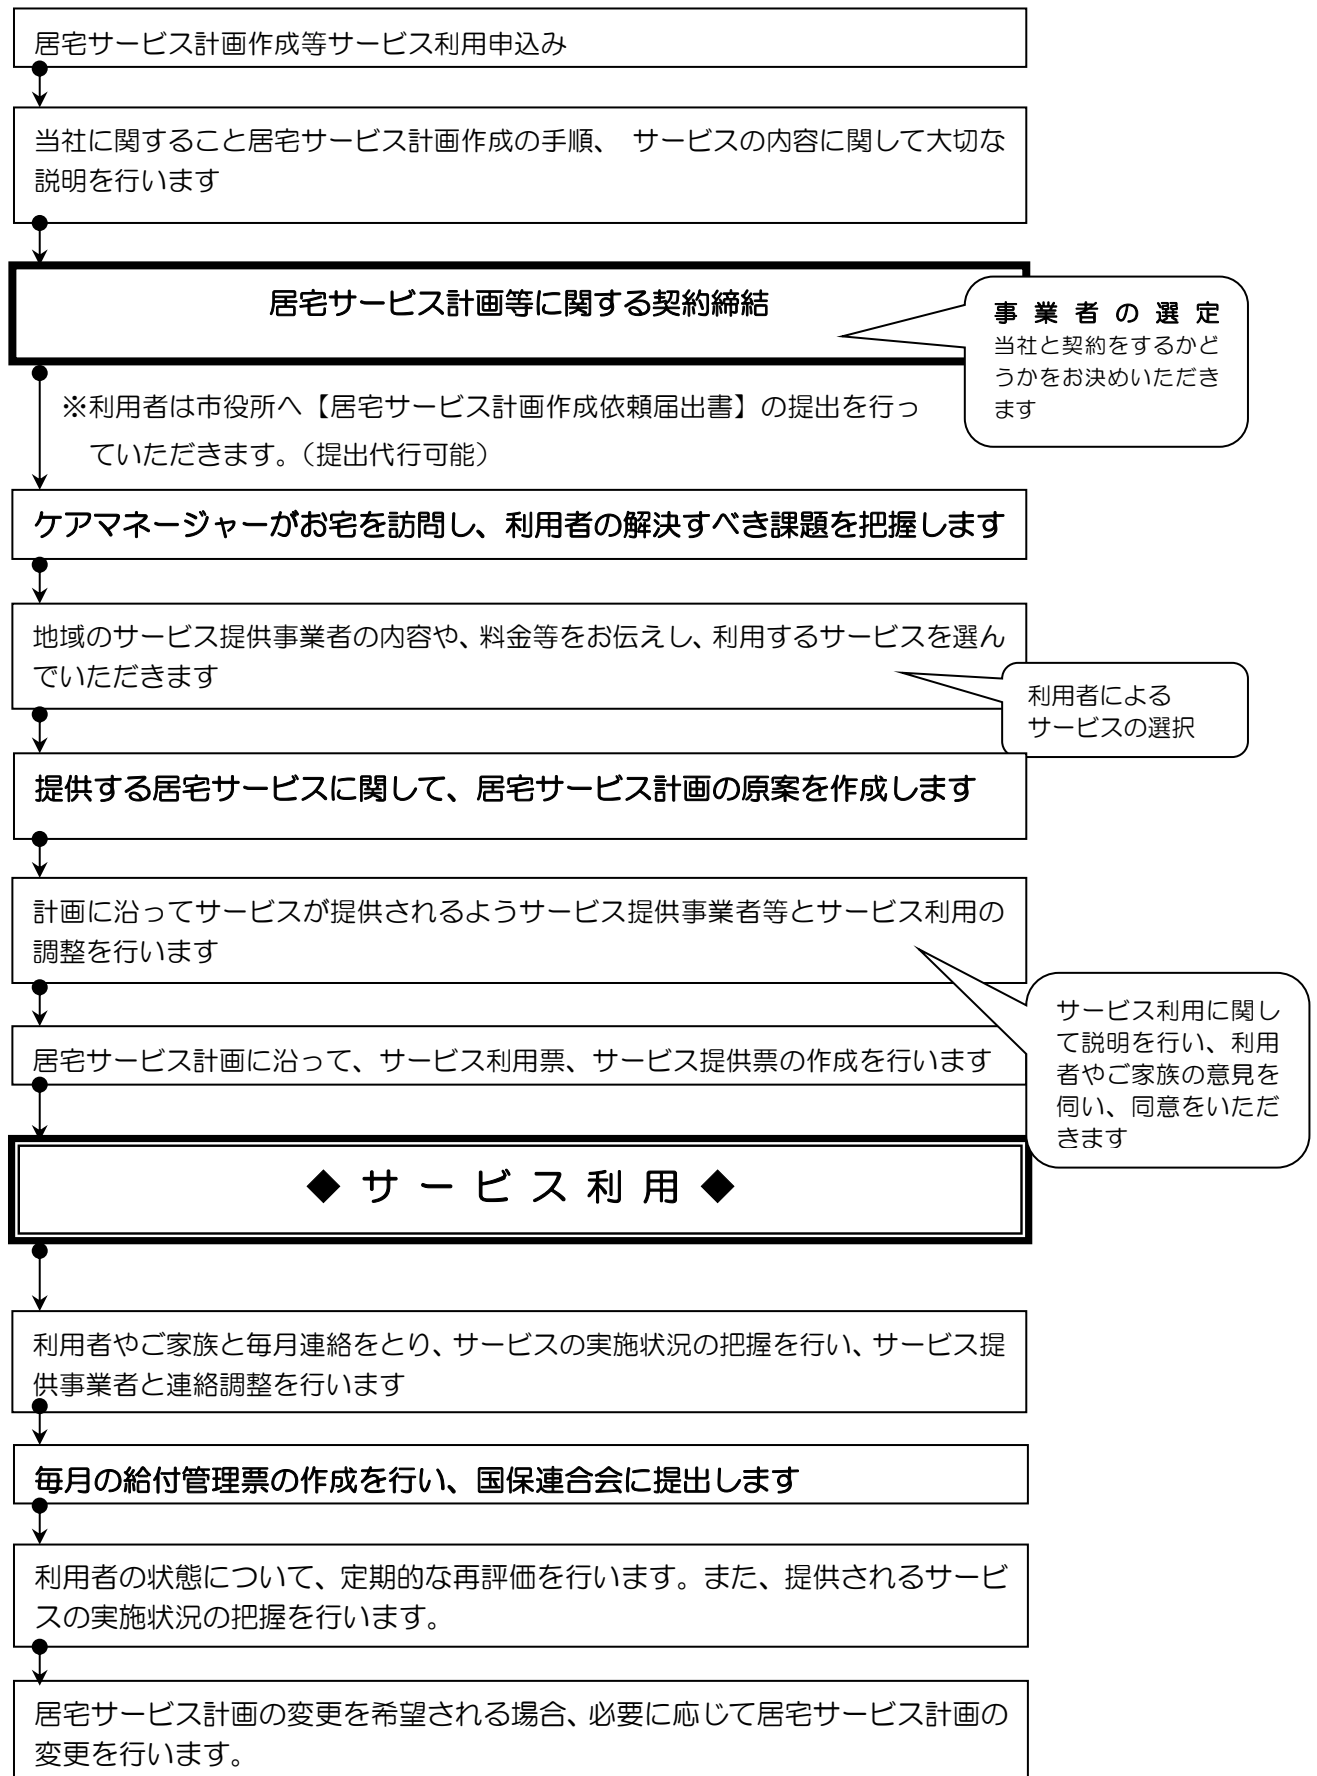 居宅サービス計画作成等サービス利用申込み
当社に関すること居宅サービス計画作成の手順、 サービスの内容に関して大切な
説明を行います
居宅サービス計画等に関する契約締結
事業者の選定
当社と契約をするかど
うかをお決めいただき
ます
※利用者は市役所へ【居宅サービス計画作成依頼届出書】の提出を行っ
ていただきます。（提出代行可能）
ケアマネージャーがお宅を訪問し、利用者の解決すべき課題を把握します
地域のサービス提供事業者の内容や、料金等をお伝えし、利用するサービスを選ん
でいただきます
利用者による
サービスの選択
提供する居宅サービスに関して、居宅サービス計画の原案を作成します
計画に沿ってサービスが提供されるようサービス提供事業者等とサービス利用の
調整を行います
サービス利用に関し
て説明を行い、利用
者やご家族の意見を
伺い、同意をいただ
きます
居宅サービス計画に沿って、サービス利用票、サービス提供票の作成を行います
◆ サ ー ビ ス 利 用 ◆
利用者やご家族と毎月連絡をとり、サービスの実施状況の把握を行い、サービス提
供事業者と連絡調整を行います
毎月の給付管理票の作成を行い、国保連合会に提出します
利用者の状態について、定期的な再評価を行います。また、提供されるサービ
スの実施状況の把握を行います。
居宅サービス計画の変更を希望される場合、必要に応じて居宅サービス計画の
変更を行います。